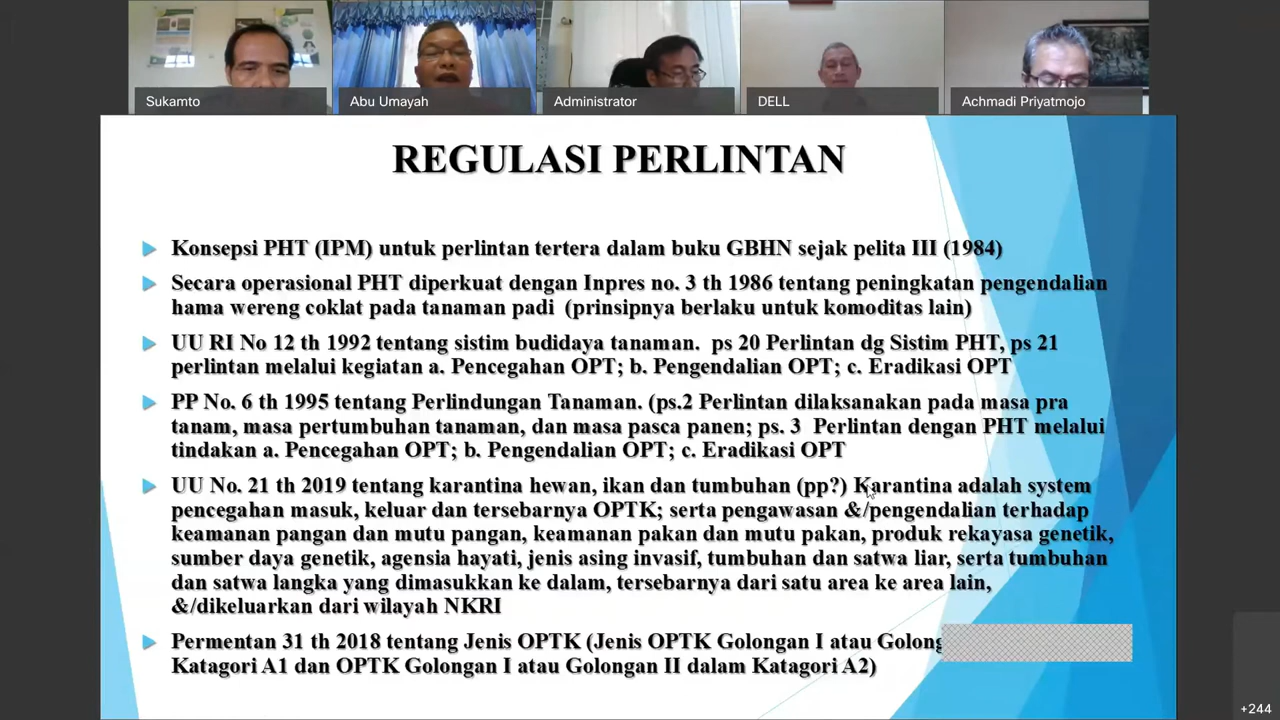 Sukamto
Abu Umayah
Administrator
DELL
Achmadi Priyatmojo
REGULASI PERLINTAN
Konsepsi PHT (IPM) untuk perlintan tertera dalam buku GBHN sejak pelita III (1984)
Secara operasional PHT diperkuat dengan Inpres no. 3 th 1986 tentang peningkatan pengendalian
hama wereng coklat pada tanaman padi (prinsipnya berlaku untuk komoditas lain)
UU RI No 12 th 1992 tentang sistim budidaya tanaman. ps 20 Perlintan dg Sistim PHT, ps 21
perlintan melalui kegiatan a. Pencegahan OPT; b. Pengendalian OPT; c. Eradikasi OPT
PP No. 6 th 1995 tentang Perlindungan Tanaman. (ps.2 Perlintan dilaksanakan pada masa pra
tanam, masa pertumbuhan tanaman, dan masa pasca panen; ps. 3 Perlintan dengan PHT melalui
tindakan a. Pencegahan OPT; b. Pengendalian OPT; c. Eradikasi OPT
UU No. 21 th 2019 tentang karantina hewan, ikan dan tumbuhan (pp?) Karantina adalah system
pencegahan masuk, keluar dan tersebarnya OPTK; serta pengawasan &/pengendalian terhadap
keamanan pangan dan mutu pangan, keamanan pakan dan mutu pakan, produk rekayasa genetik,
sumber daya genetik, agensia hayati, jenis asing invasif, tumbuhan dan satwa liar, serta tumbuhan
dan satwa langka yang dimasukkan ke dalam, tersebarnya dari satu area ke area lain,
&/dikeluarkan dari wilayah NKRI
Permentan 31 th 2018 tentang Jenis OPTK (Jenis OPTK Golongan I atau
Katagori A1 dan OPTK Golongan I atau Golongan II dalam Katagori A2)
+244